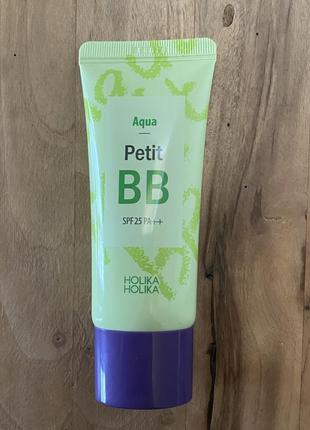 Aqua
Petit
BB
SPF25 PA++
HOLIKA
HOLIKA